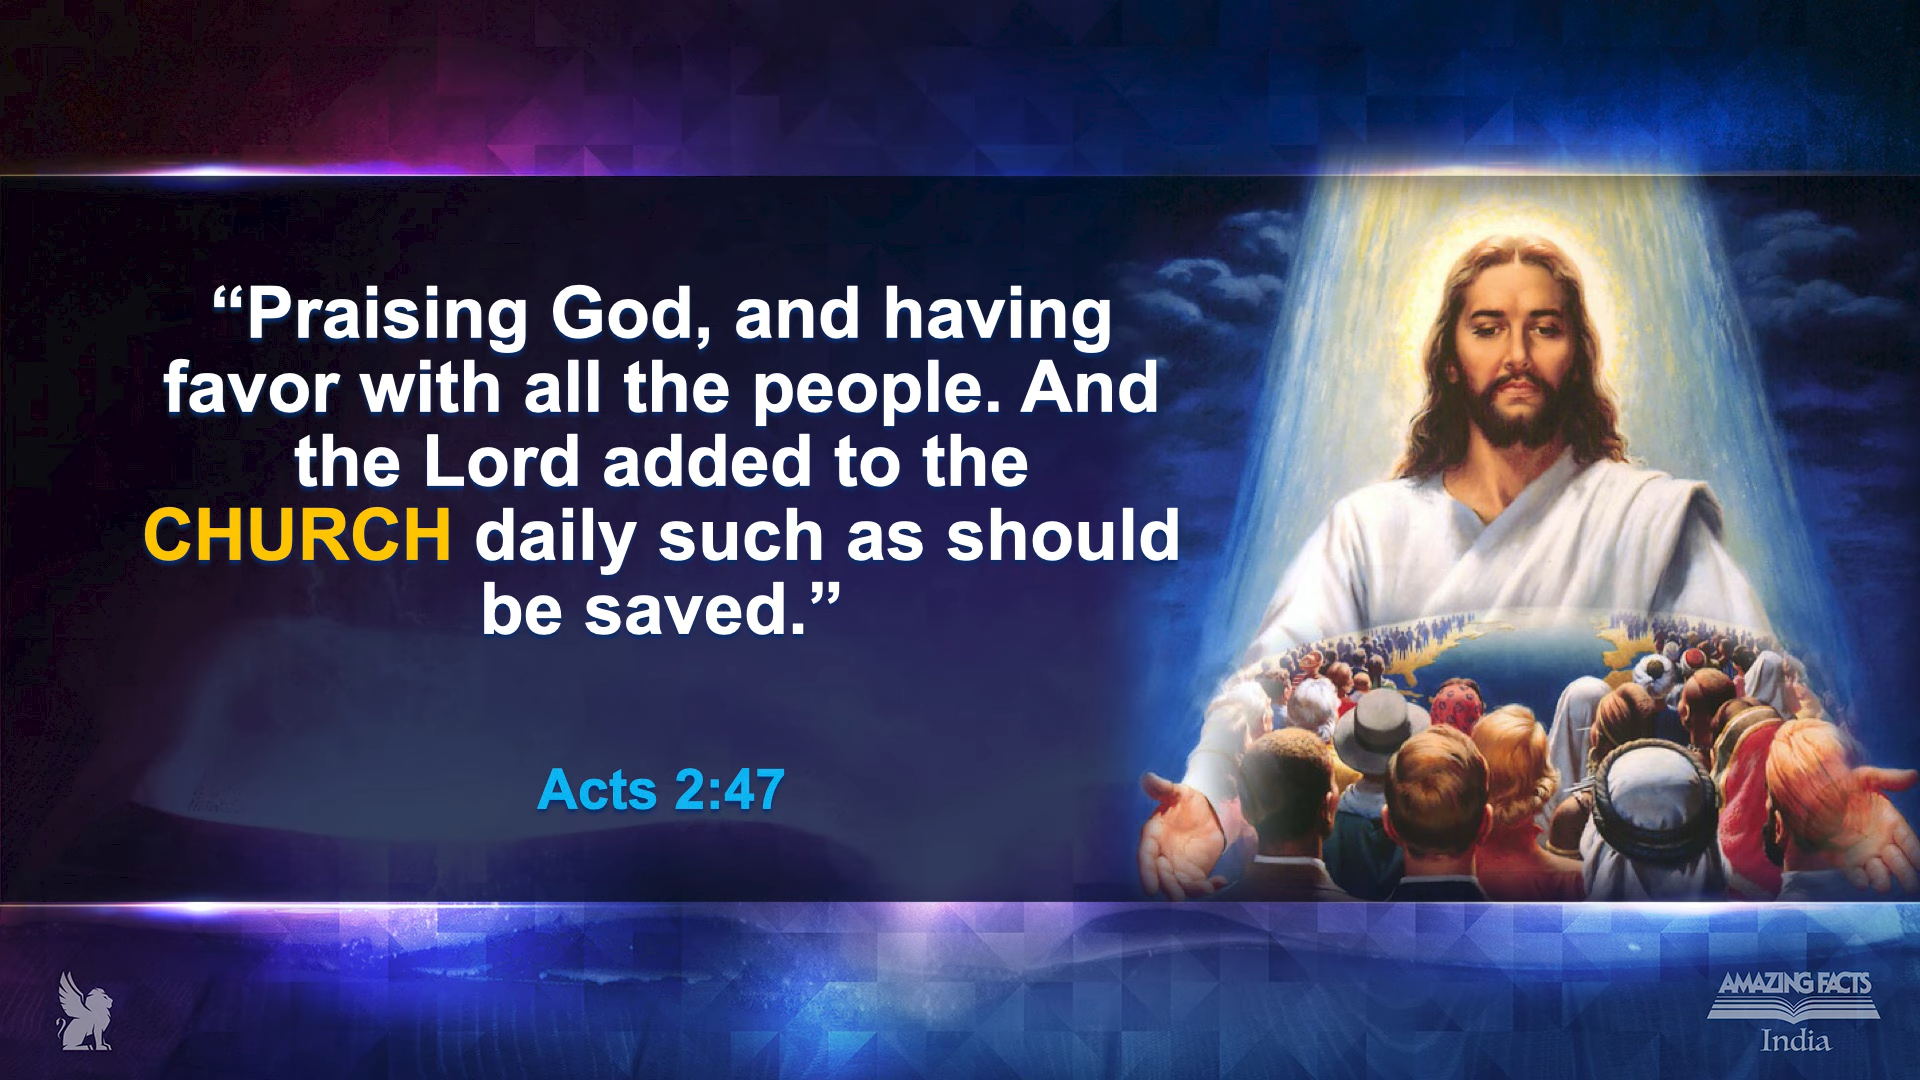 “Praising God, and having
favor with all the people. And
the Lord added to the
CHURCH daily such as should
be saved.”
Acts 2:47
AMAZING FACTS
India